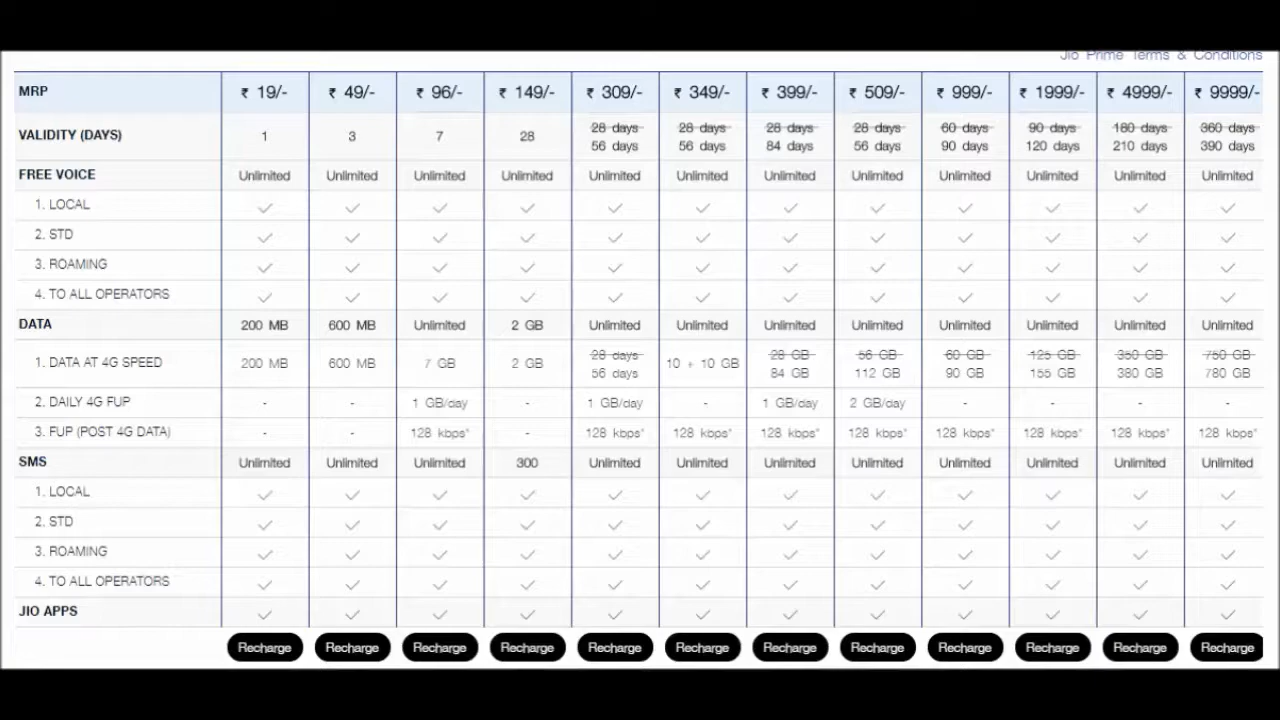 Jio Prime Terms & Conditions
MRP ₹ 19/- ₹ 49/- ₹ 96/- ₹ 149/- ₹ 309/- ₹ 349/- ₹ 399/- ₹ 509/- ₹ 999/- ₹ 1999/- ₹ 4999/- ₹ 9999/-
28 days 28 days 28 days 28 days 60 days 90 days 180 days 360 days
VALIDITY (DAYS) 1 3 7 28
56 days 56 days 84 days 56 days 90 days 120 days 210 days 390 days
FREE VOICE Unlimited Unlimited Unlimited Unlimited Unlimited Unlimited Unlimited Unlimited Unlimited Unlimited Unlimited Unlimited
1. LOCAL
2. STD
3. ROAMING
4. TO ALL OPERATORS
DATA 200 MB 600 MB Unlimited 2 GB Unlimited Unlimited Unlimited Unlimited Unlimited Unlimited Unlimited Unlimited
28 days 28 GB 56 GB 60 GB 125 GB 350 GB 750 GB
1. DATA AT 4G SPEED 200 MB 600 MB 7 GB 2 GB 10 + 10 GB
56 days 84 GB 112 GB 90 GB 155 GB 380 GB 780 GB
2. DAILY 4G FUP - - 1 GB/day - 1 GB/day - 1 GB/day 2 GB/day - - - -
3. FUP (POST 4G DATA) - - 128 kbps* - 128 kbps* 128 kbps* 128 kbps* 128 kbps* 128 kbps* 128 kbps* 128 kbps* 128 kbps*
SMS Unlimited Unlimited Unlimited 300 Unlimited Unlimited Unlimited Unlimited Unlimited Unlimited Unlimited Unlimited
1. LOCAL
2. STD
3. ROAMING
4. TO ALL OPERATORS
JIO APPS
Recharge Recharge Recharge Recharge Recharge Recharge Recharge Recharge Recharge Recharge Recharge Recharge